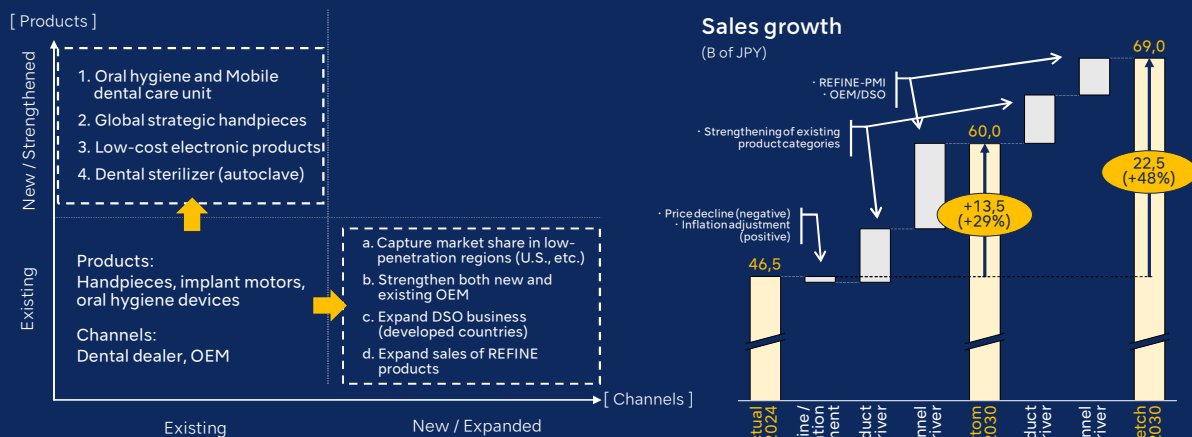 [ Products ]
New / Strengthened
1. Oral hygiene and Mobile
dental care unit
2. Global strategic handpieces
3. Low-cost electronic products
4. Dental sterilizer (autoclave)
Existing
Products:
Handpieces, implant motors,
oral hygiene devices
Channels:
Dental dealer, OEM
a. Capture market share in low-
penetration regions (U.S., etc.)
b. Strengthen both new and
existing OEM
c. Expand DSO business
(developed countries)
d. Expand sales of REFINE
products
[ Channels ]
Existing
New / Expanded
Sales growth
(B of JPY)
69,0
・REFINE-PMI
・OEM/DSO
・Strengthening of existing
product categories
60,0
22,5
(+48%)
+13,5
(+29%)
・Price decline (negative)
・Inflation adjustment
(positive)
46,5
2024
2030
2030